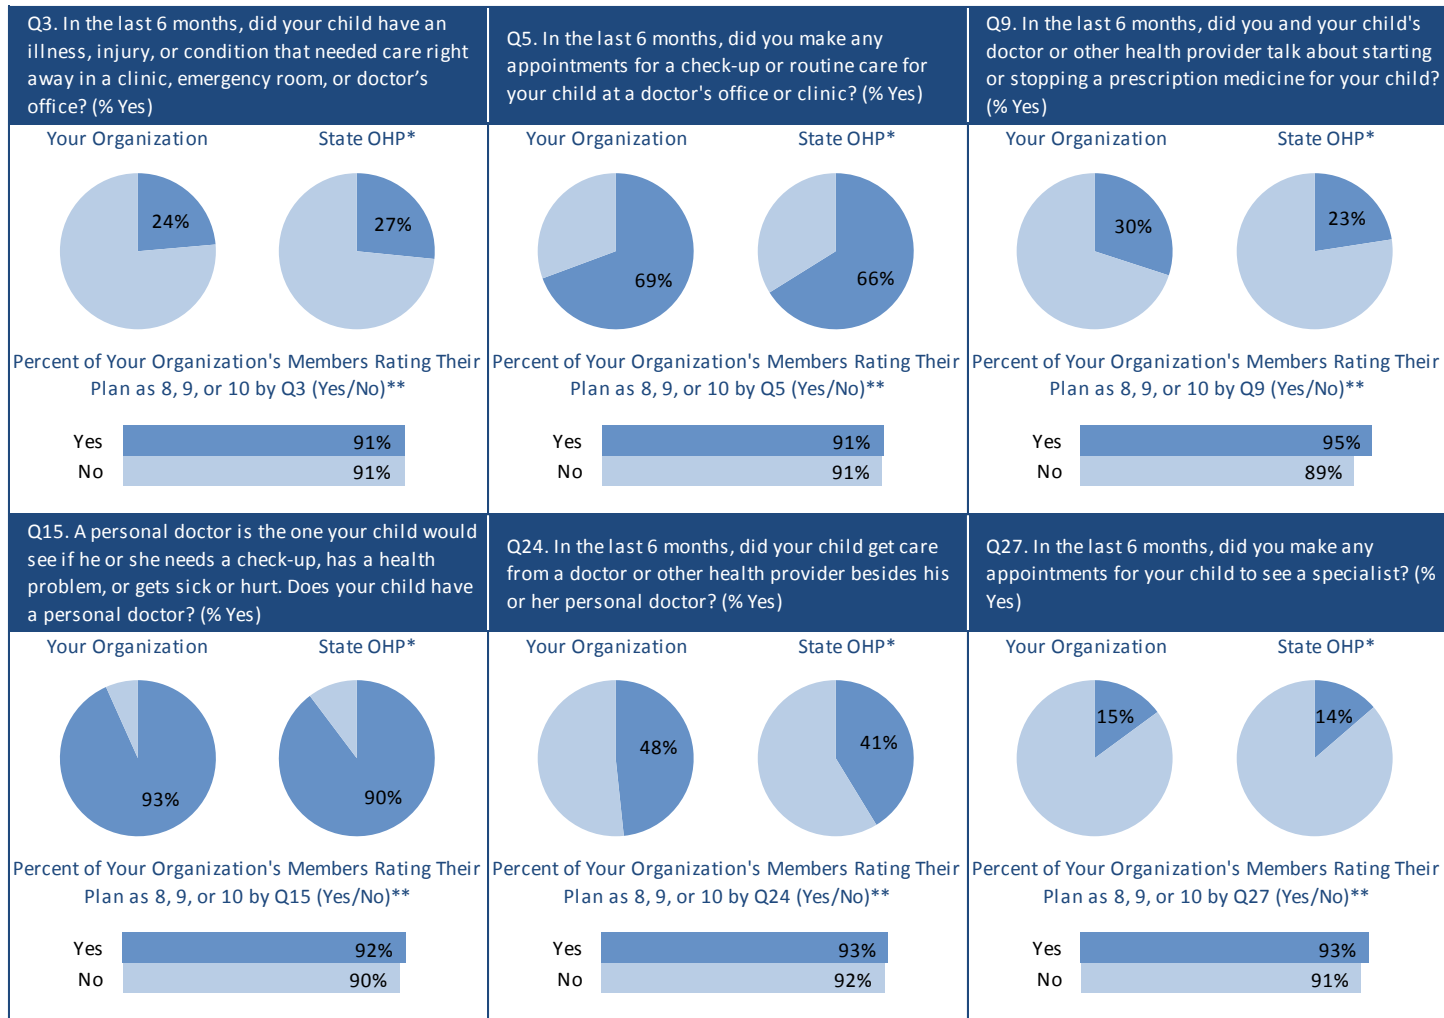 Q3. In the last 6 months, did your child have an
illness, injury, or condition that needed care right
away in a clinic, emergency room, or doctor’s
office? (% Yes)
Your Organization
State OHP*
24%
27%
Percent of Your Organization's Members Rating Their
Plan as 8, 9, or 10 by Q3 (Yes/No)**
Yes 91%
No 91%
Q5. In the last 6 months, did you make any
appointments for a check-up or routine care for
your child at a doctor's office or clinic? (% Yes)
Your Organization
State OHP*
69%
66%
Percent of Your Organization's Members Rating Their
Plan as 8, 9, or 10 by Q5 (Yes/No)**
Yes 91%
No 91%
Q9. In the last 6 months, did you and your child's
doctor or other health provider talk about starting
or stopping a prescription medicine for your child?
(% Yes)
Your Organization
State OHP*
30%
23%
Percent of Your Organization's Members Rating Their
Plan as 8, 9, or 10 by Q9 (Yes/No)**
Yes 95%
No 89%
Q15. A personal doctor is the one your child would
see if he or she needs a check-up, has a health
problem, or gets sick or hurt. Does your child have
a personal doctor? (% Yes)
Your Organization
State OHP*
93%
90%
Percent of Your Organization's Members Rating Their
Plan as 8, 9, or 10 by Q15 (Yes/No)**
Yes 92%
No 90%
Q24. In the last 6 months, did your child get care
from a doctor or other health provider besides his
or her personal doctor? (% Yes)
Your Organization
State OHP*
48%
41%
Percent of Your Organization's Members Rating Their
Plan as 8, 9, or 10 by Q24 (Yes/No)**
Yes 93%
No 92%
Q27. In the last 6 months, did you make any
appointments for your child to see a specialist? (%
Yes)
Your Organization
State OHP*
15%
14%
Percent of Your Organization's Members Rating Their
Plan as 8, 9, or 10 by Q27 (Yes/No)**
Yes 93%
No 91%